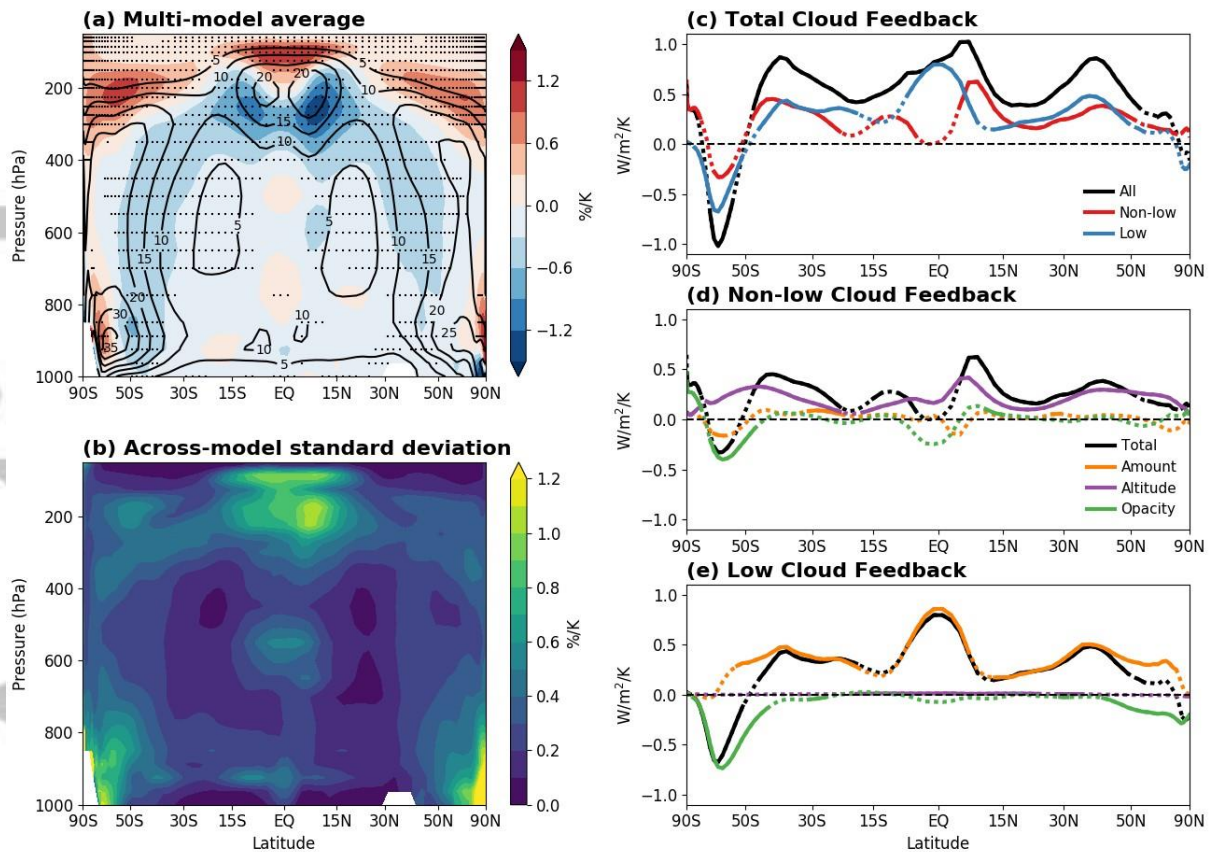 (a) Multi-model average
Pressure (hPa)
200
400
600
800
1000
90S 50S 30S 15S EQ 15N 30N 50N 90N
5 5
10 20 20 10
15
10
5 5
10 10
15 15
20 20
30 10
35 10 25
5
1.2
0.6
0.0
−0.6
−1.2
%/K
(b) Across-model standard deviation
Pressure (hPa)
200
400
600
800
1000
90S 50S 30S 15S EQ 15N 30N 50N 90N
Latitude
1.2
1.0
0.8
0.6
0.4
0.2
0.0
%/K
(c) Total Cloud Feedback
W/m²/K
1.0
0.5
0.0
−0.5
−1.0
All
Non-low
Low
90S 50S 30S 15S EQ 15N 30N 50N 90N
(d) Non-low Cloud Feedback
W/m²/K
1.0
0.5
0.0
−0.5
−1.0
Total
Amount
Altitude
Opacity
90S 50S 30S 15S EQ 15N 30N 50N 90N
(e) Low Cloud Feedback
W/m²/K
1.0
0.5
0.0
−0.5
−1.0
90S 50S 30S 15S EQ 15N 30N 50N 90N
Latitude